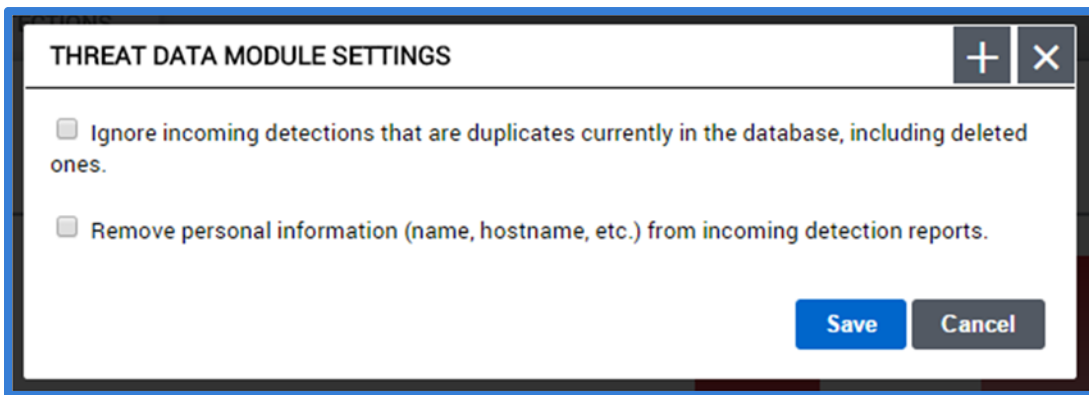 ECTIONS
THREAT DATA MODULE SETTINGS
Ignore incoming detections that are duplicates currently in the database, including deleted
ones.
Remove personal information (name, hostname, etc.) from incoming detection reports.
Save Cancel